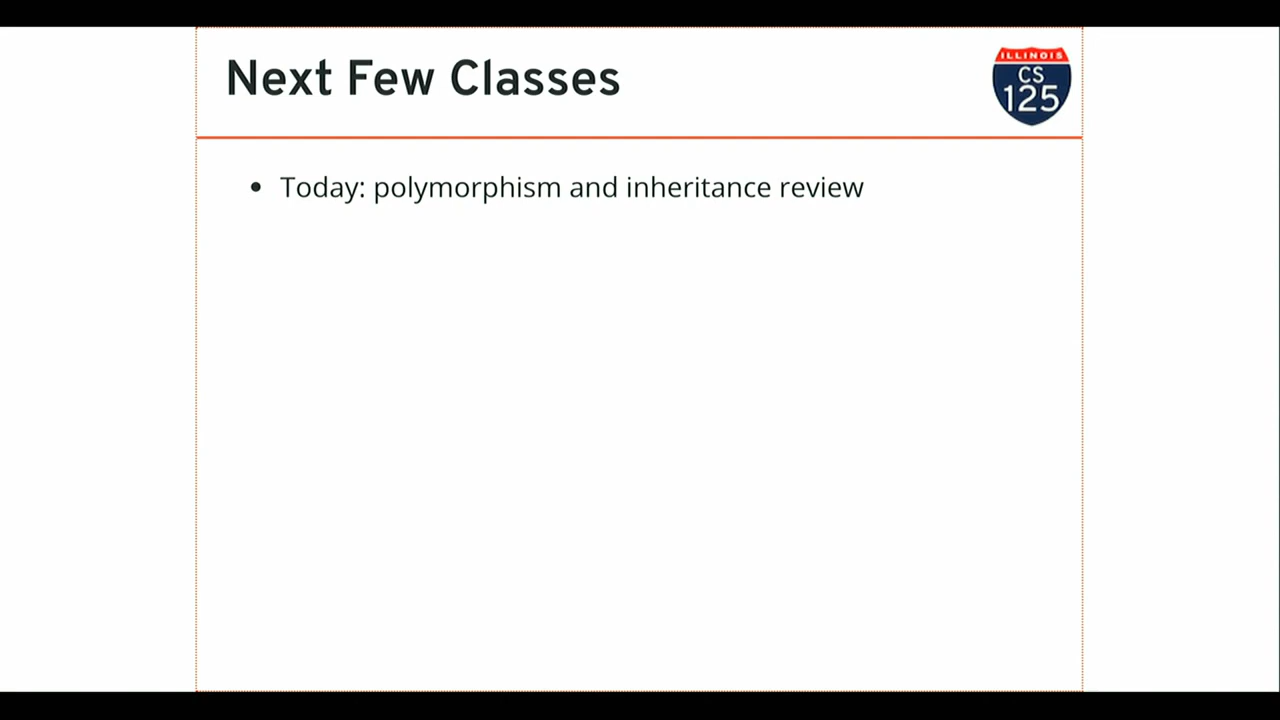 Next Few Classes
ILLINOIS
CS
125
Today: polymorphism and inheritance review